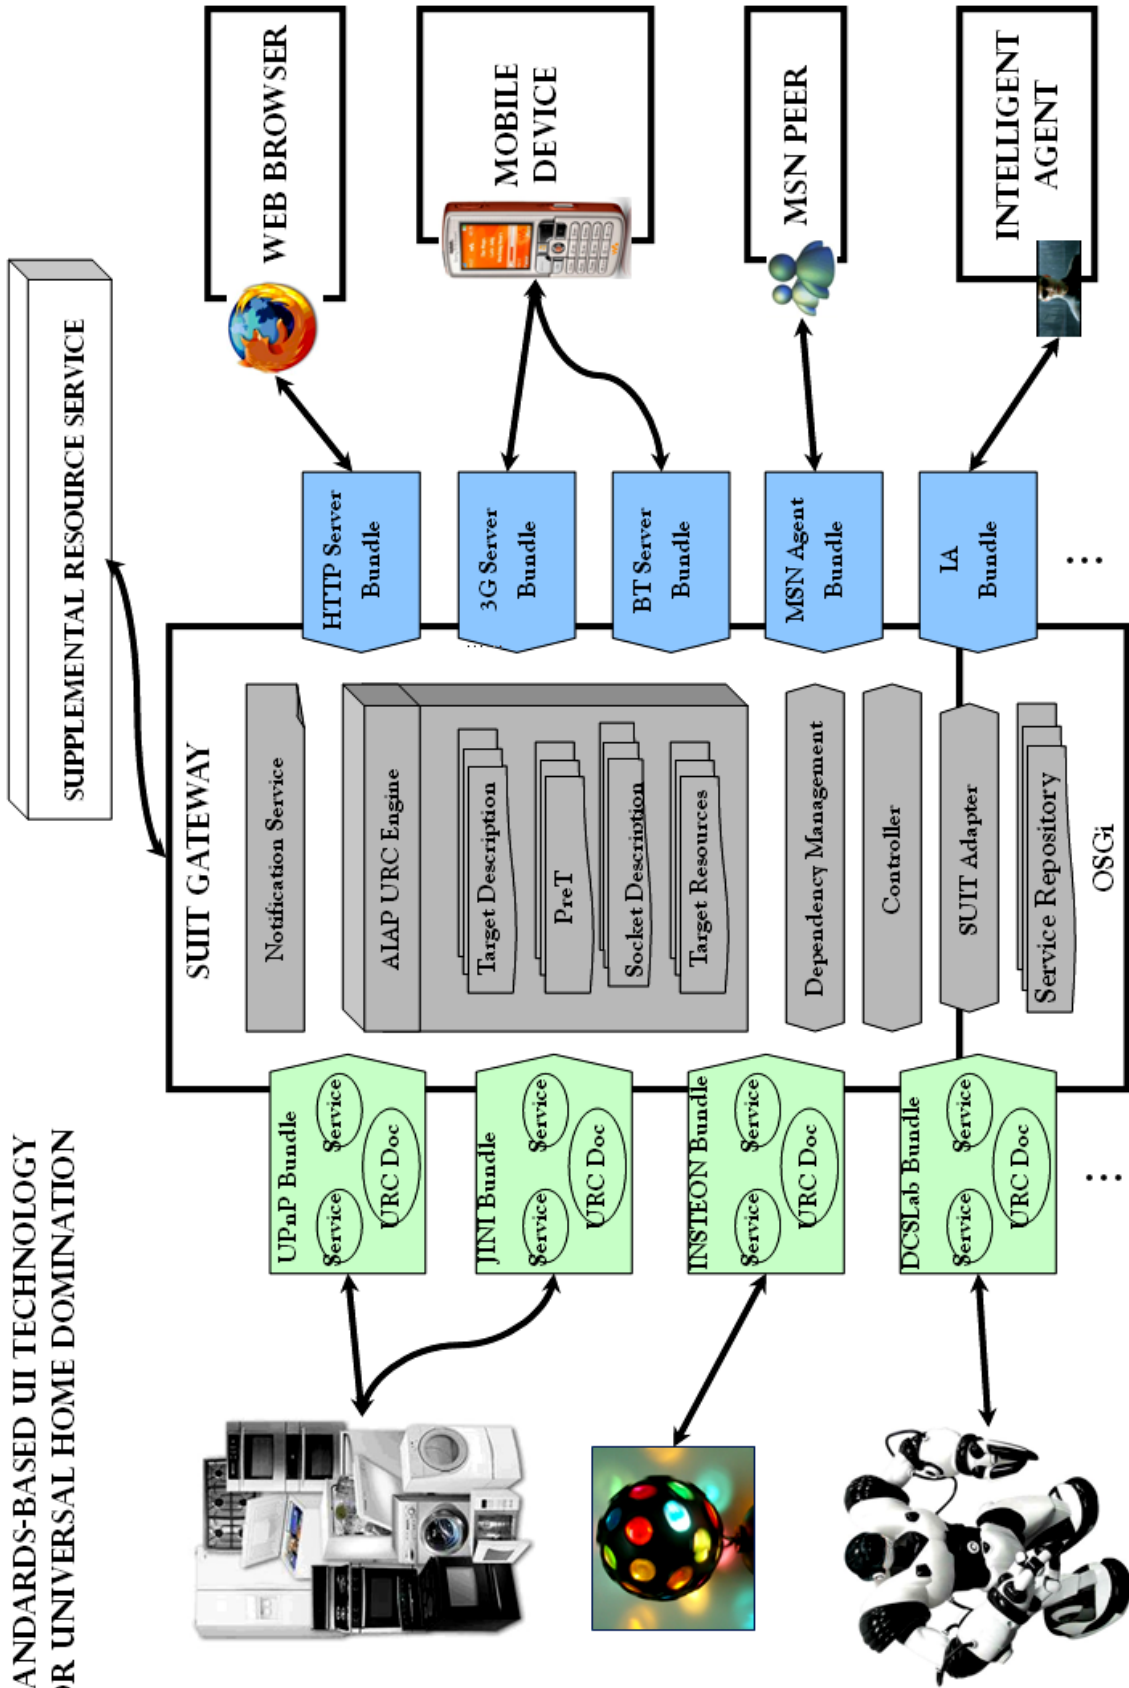 ANDARDS-BASED UI TECHNOLOGY
OR UNIVERSAL HOME DOMINATION
SUPPLEMENTAL RESOURCE SERVICE
SUIT GATEWAY
Notification Service
AIAP URC Engine
Target Description
PreT
Socket Description
Target Resources
Dependency Management
Controller
SUIT Adapter
Service Repository
OSGi
UPnP Bundle
Service
Service
URC Doc
JINI Bundle
Service
Service
URC Doc
INSTEON Bundle
Service
Service
URC Doc
DCSLab Bundle
Service
Service
URC Doc
...
HTTP Server
Bundle
......
3G Server
Bundle
BT Server
Bundle
MSN Agent
Bundle
IA
Bundle
...
WEB BROWSER
MOBILE
DEVICE
MSN PEER
INTELLIGENT
AGENT